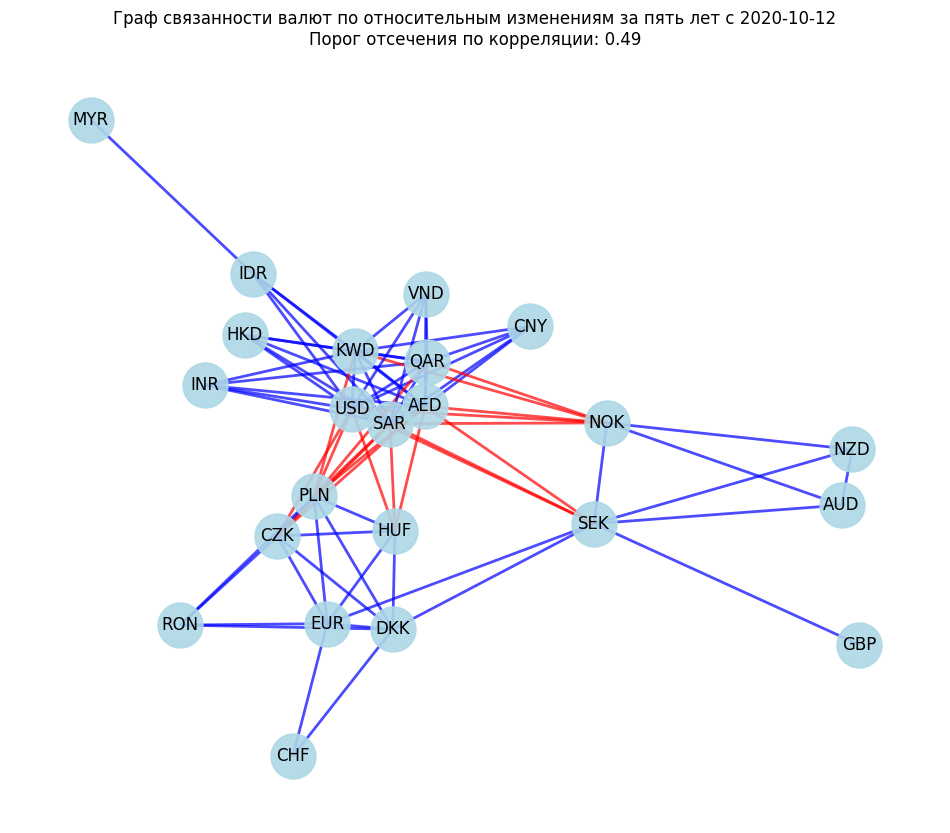 Граф связанности валют по относительным изменениям за пять лет с 2020-10-12
Порог отсечения по корреляции: 0.49
MYR
IDR
VND
HKD
CNY
KWD
QAR
INR
USD
AED
SAR
NOK
NZD
PLN
AUD
CZK
HUF
SEK
RON
EUR
DKK
GBP
CHF